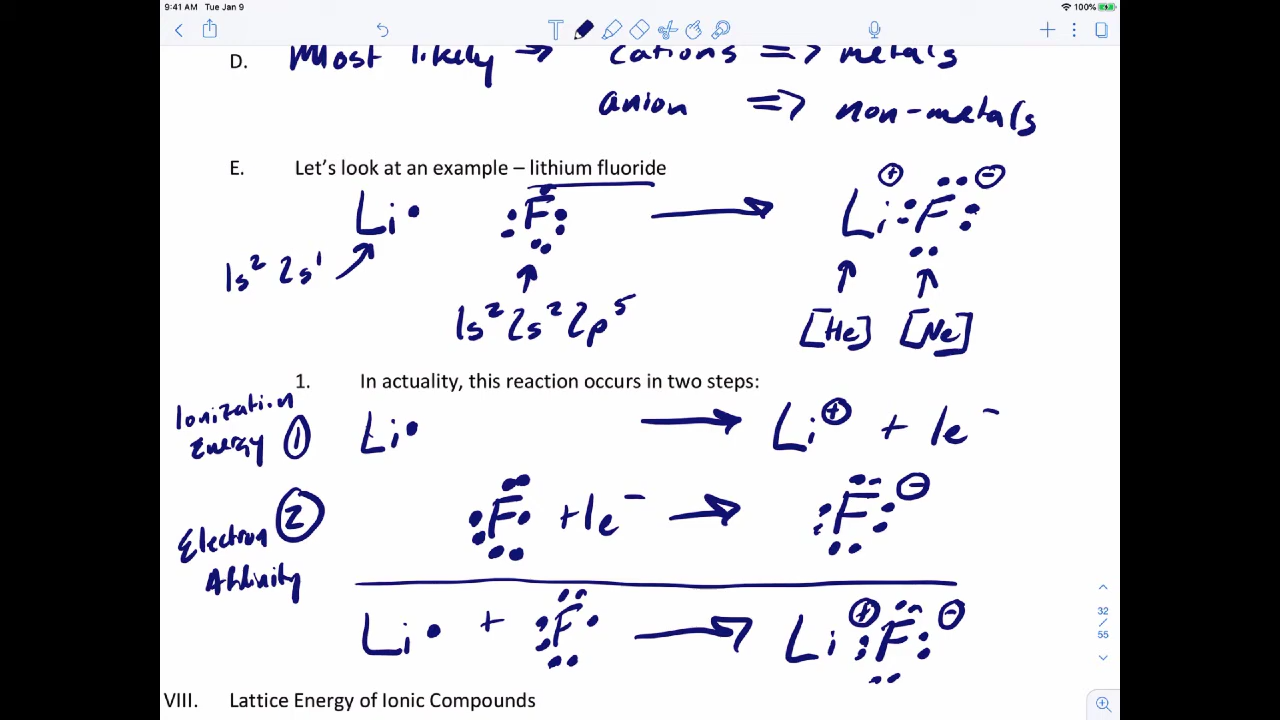 9:41 AM Tue Jan 9
100%
D. Most likely → cations => metals
anion => non-metals
E. Let's look at an example – lithium fluoride
Li• F → Li⊕ F⊖
1s² 2s¹
1s² 2s² 2p⁵ [He] [Ne]
1. In actuality, this reaction occurs in two steps:
Ionization Energy ① Li• → Li⊕ + 1e⁻
Electron Affinity ② F + 1e⁻ → F⊖
Li• + F → Li⊕ F⊖
32
/
55
VIII. Lattice Energy of Ionic Compounds